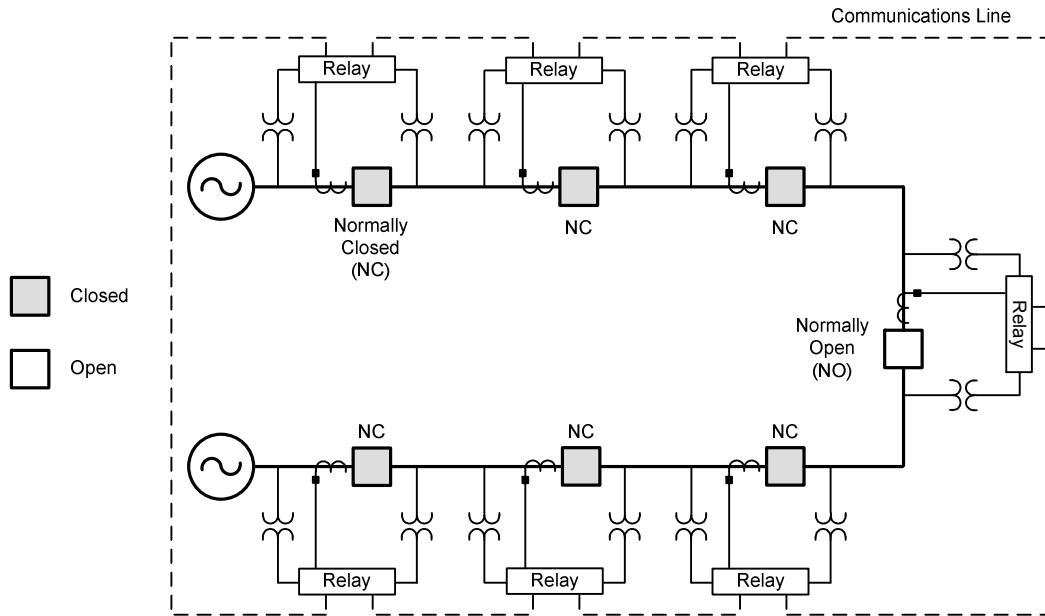 Communications Line
Relay
Relay
Relay
Normally
Closed
(NC)
NC
NC
Closed
Open
Normally
Open
(NO)
Relay
NC
NC
NC
Relay
Relay
Relay